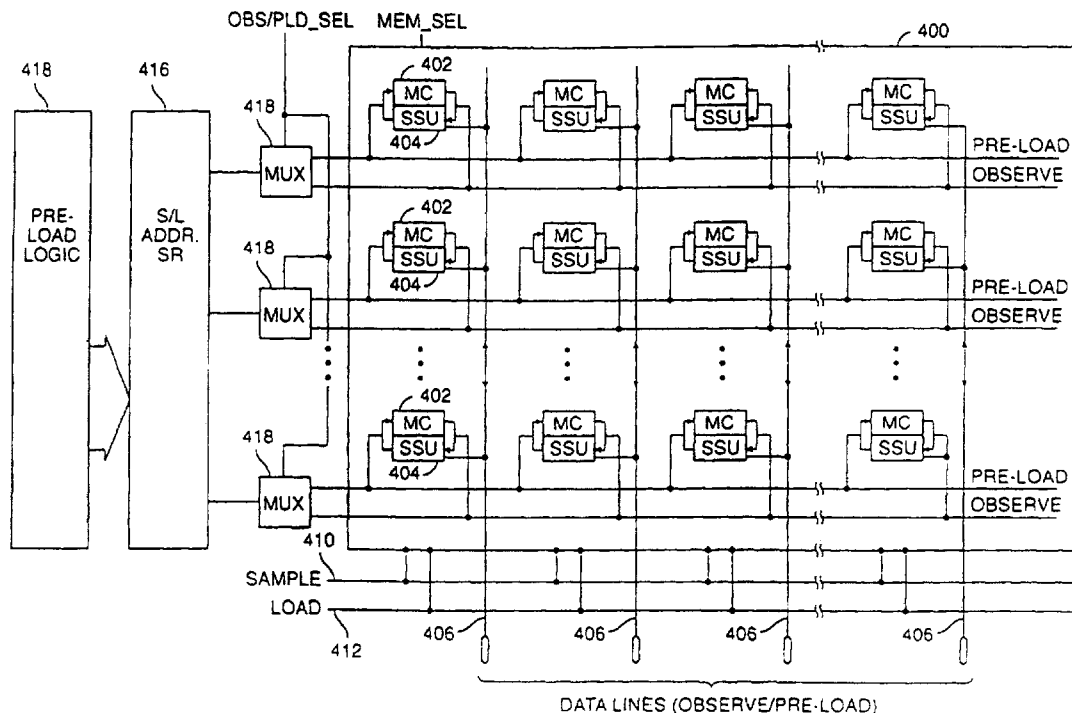 OBS/PLD_SEL MEM_SEL
400
418 416 402
418 MC MC MC MC
SSU SSU SSU SSU
404
MUX PRE-LOAD
OBSERVE
PRE-
LOAD
LOGIC
S/L
ADDR.
SR
402
418 MC MC MC MC
SSU SSU SSU SSU
404
MUX PRE-LOAD
OBSERVE
402
418 MC MC MC MC
SSU SSU SSU SSU
404
MUX PRE-LOAD
OBSERVE
410
SAMPLE
LOAD
412 406 406 406 406
DATA LINES (OBSERVE/PRE-LOAD)